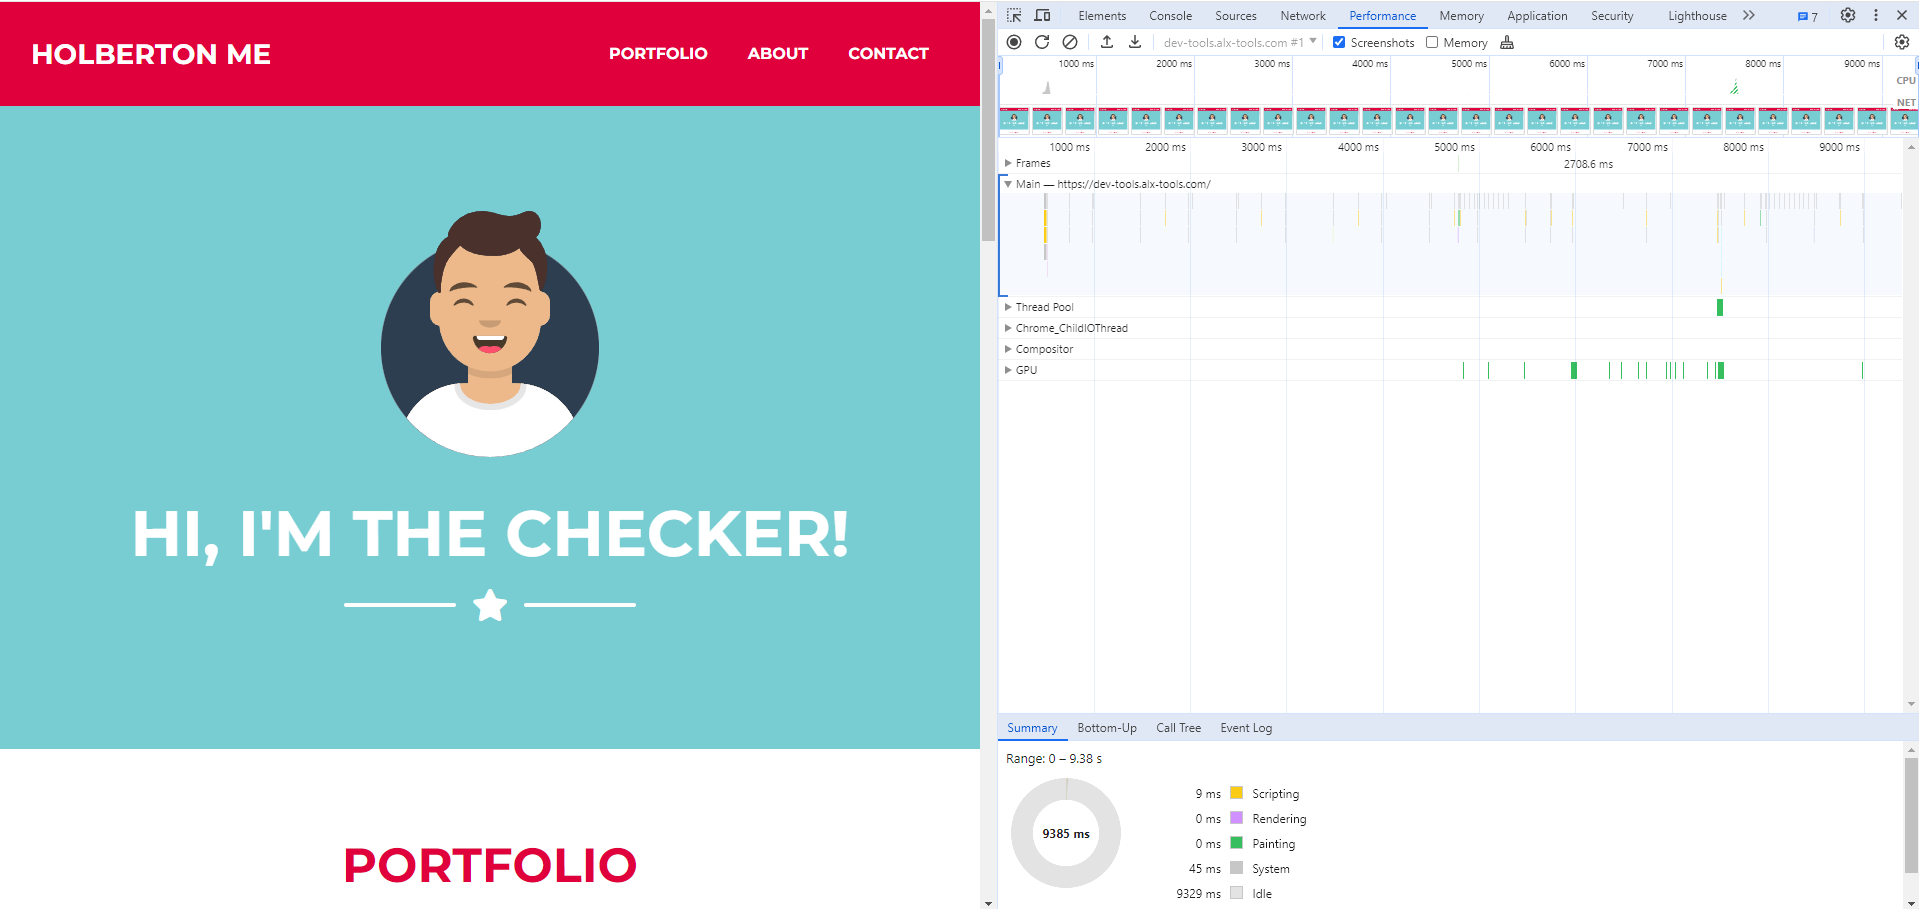 HOLBERTON ME
PORTFOLIO ABOUT CONTACT
HI, I'M THE CHECKER!
PORTFOLIO
Elements Console Sources Network Performance Memory Application Security Lighthouse 7
dev-tools.alx-tools.com #1 Screenshots Memory
1000 ms 2000 ms 3000 ms 4000 ms 5000 ms 6000 ms 7000 ms 8000 ms 9000 ms
CPU
NET
1000 ms 2000 ms 3000 ms 4000 ms 5000 ms 6000 ms 7000 ms 8000 ms 9000 ms
Frames 2708.6 ms
Main — https://dev-tools.alx-tools.com/
Thread Pool
Chrome_ChildIOThread
Compositor
GPU
Summary Bottom-Up Call Tree Event Log
Range: 0 – 9.38 s
9385 ms
9 ms Scripting
0 ms Rendering
0 ms Painting
45 ms System
9329 ms Idle